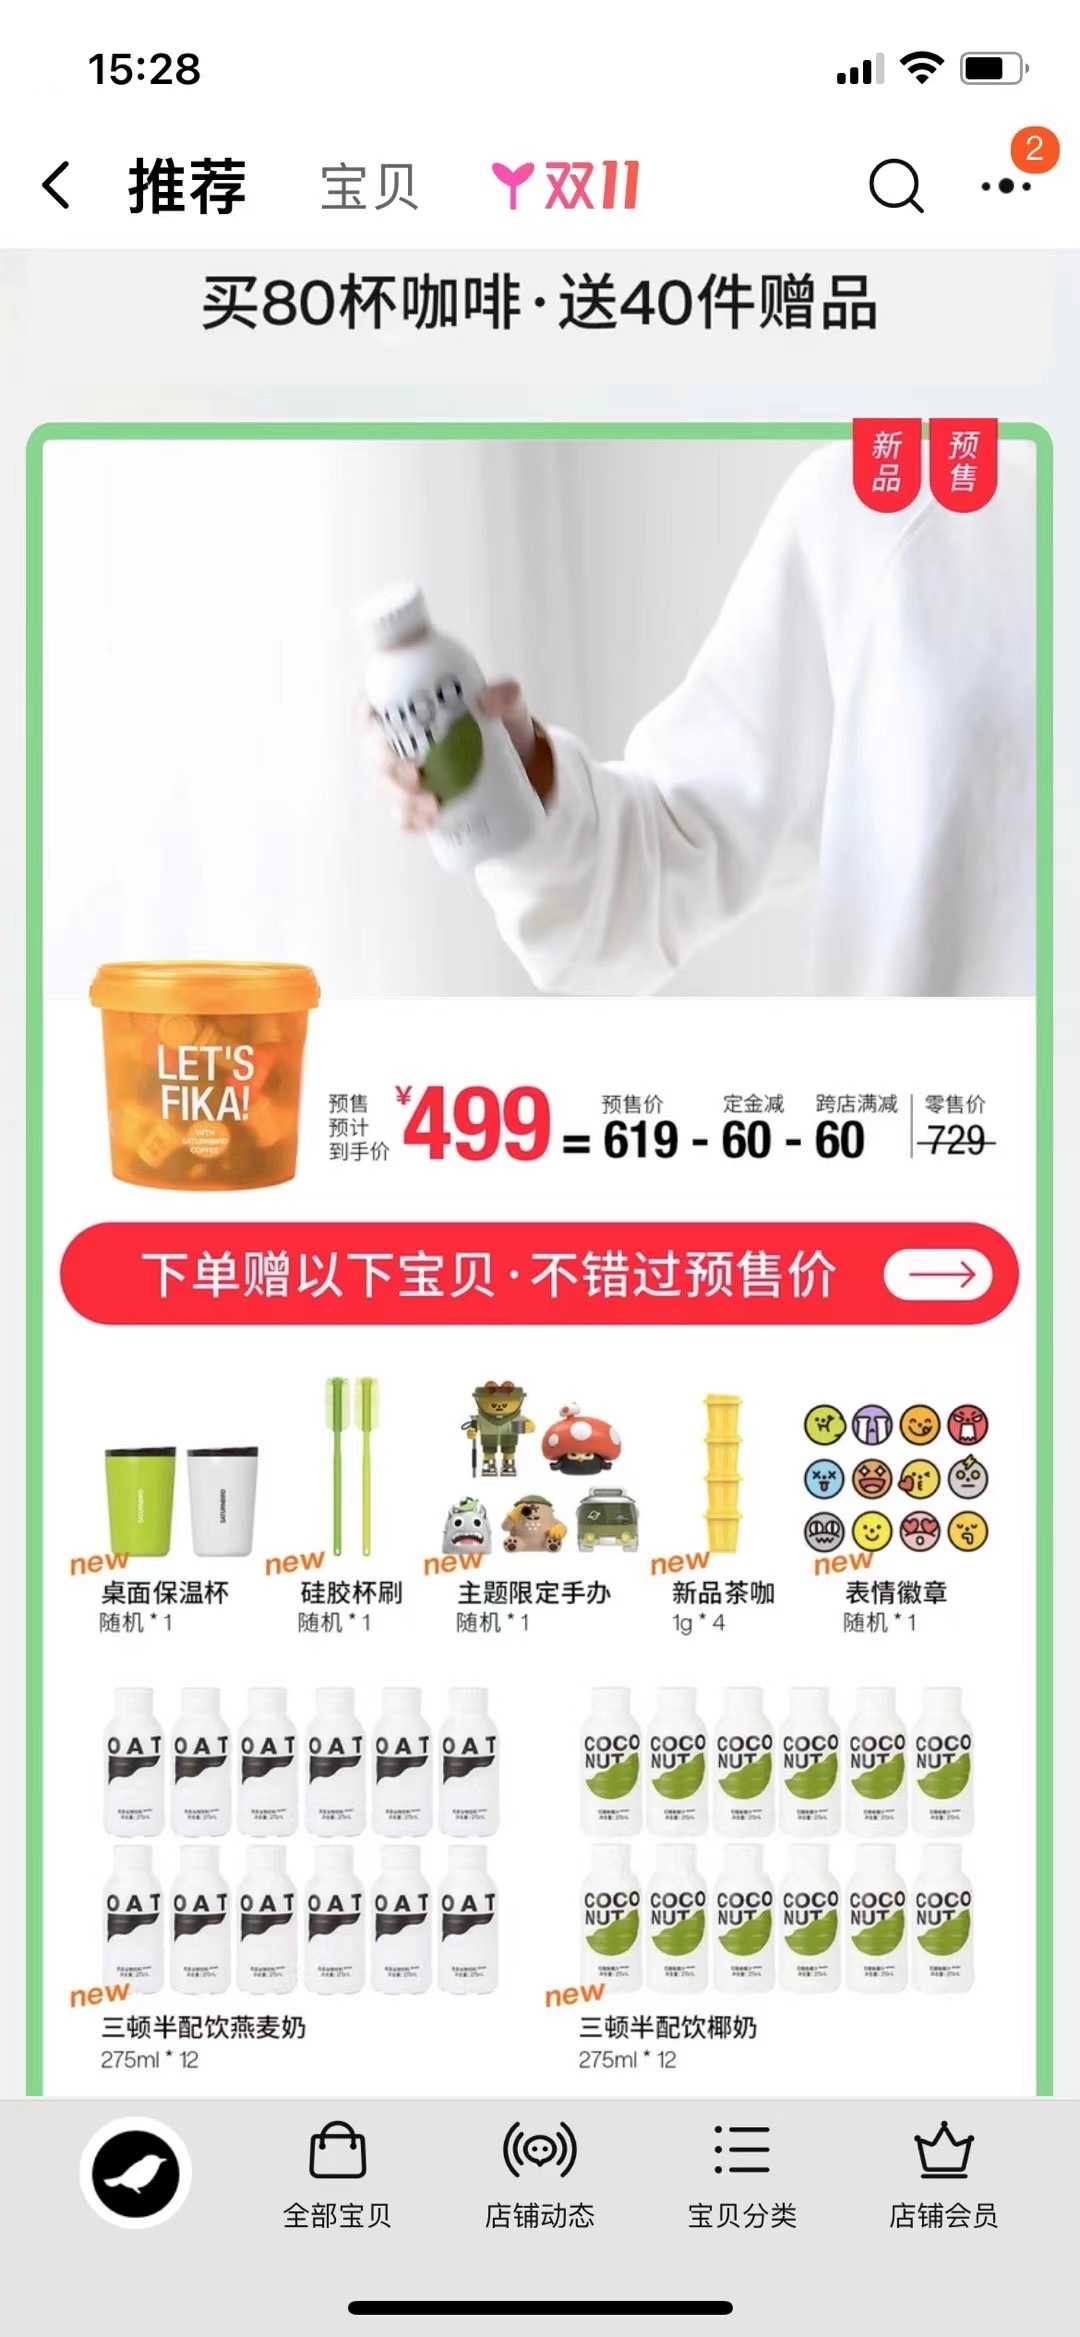 15:28
推荐
宝贝
双11
2
买80杯咖啡·送40件赠品
新品
预售
COCO
NUT
LET'S
FIKA!
WITH
SATURNBIRD
COFFEE
预售
预计
到手价
¥499
=
预售价
619
-
定金减
60
-
跨店满减
60
零售价
729
下单赠以下宝贝·不错过预售价
SATURNBIRD
SATURNBIRD
new
桌面保温杯
随机*1
new
硅胶杯刷
随机*1
new
主题限定手办
随机*1
new
新品茶咖
1g*4
new
表情徽章
随机*1
OAT OAT OAT OAT OAT OAT
OAT OAT OAT OAT OAT OAT
new
三顿半配饮燕麦奶
275ml*12
COCO COCO COCO COCO COCO COCO
NUT NUT NUT NUT NUT NUT
COCO COCO COCO COCO COCO COCO
NUT NUT NUT NUT NUT NUT
new
三顿半配饮椰奶
275ml*12
全部宝贝
店铺动态
宝贝分类
店铺会员